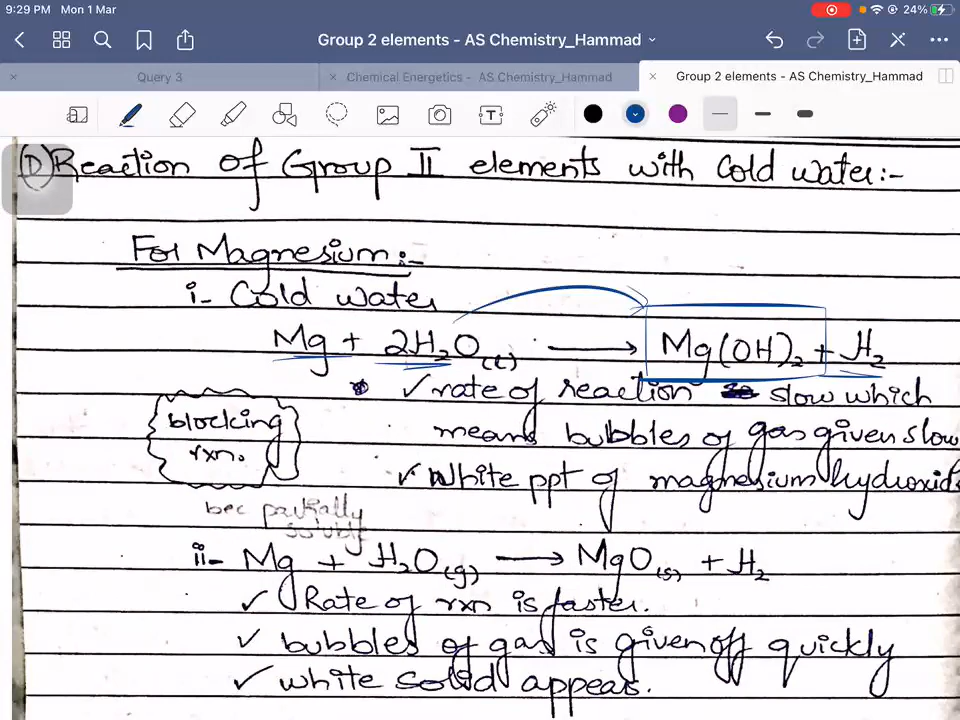 9:29 PM Mon 1 Mar
24%
Group 2 elements - AS Chemistry_Hammad
Query 3
Chemical Energetics - AS Chemistry_Hammad
Group 2 elements - AS Chemistry_Hammad
(D) Reaction of Group II elements with Cold water:-
For Magnesium:-
i- Cold water
Mg + 2H₂O(l) ⟶ Mg(OH)₂ + H₂
✓ rate of reaction slow which
means bubbles of gas given slow
blocking
rxn.
✓ White ppt of magnesium hydroxid
bec partially
soluble
ii- Mg + H₂O(g) ⟶ MgO(s) + H₂
✓ Rate of rxn is faster.
✓ bubbles of gas is given off quickly
✓ white solid appears.